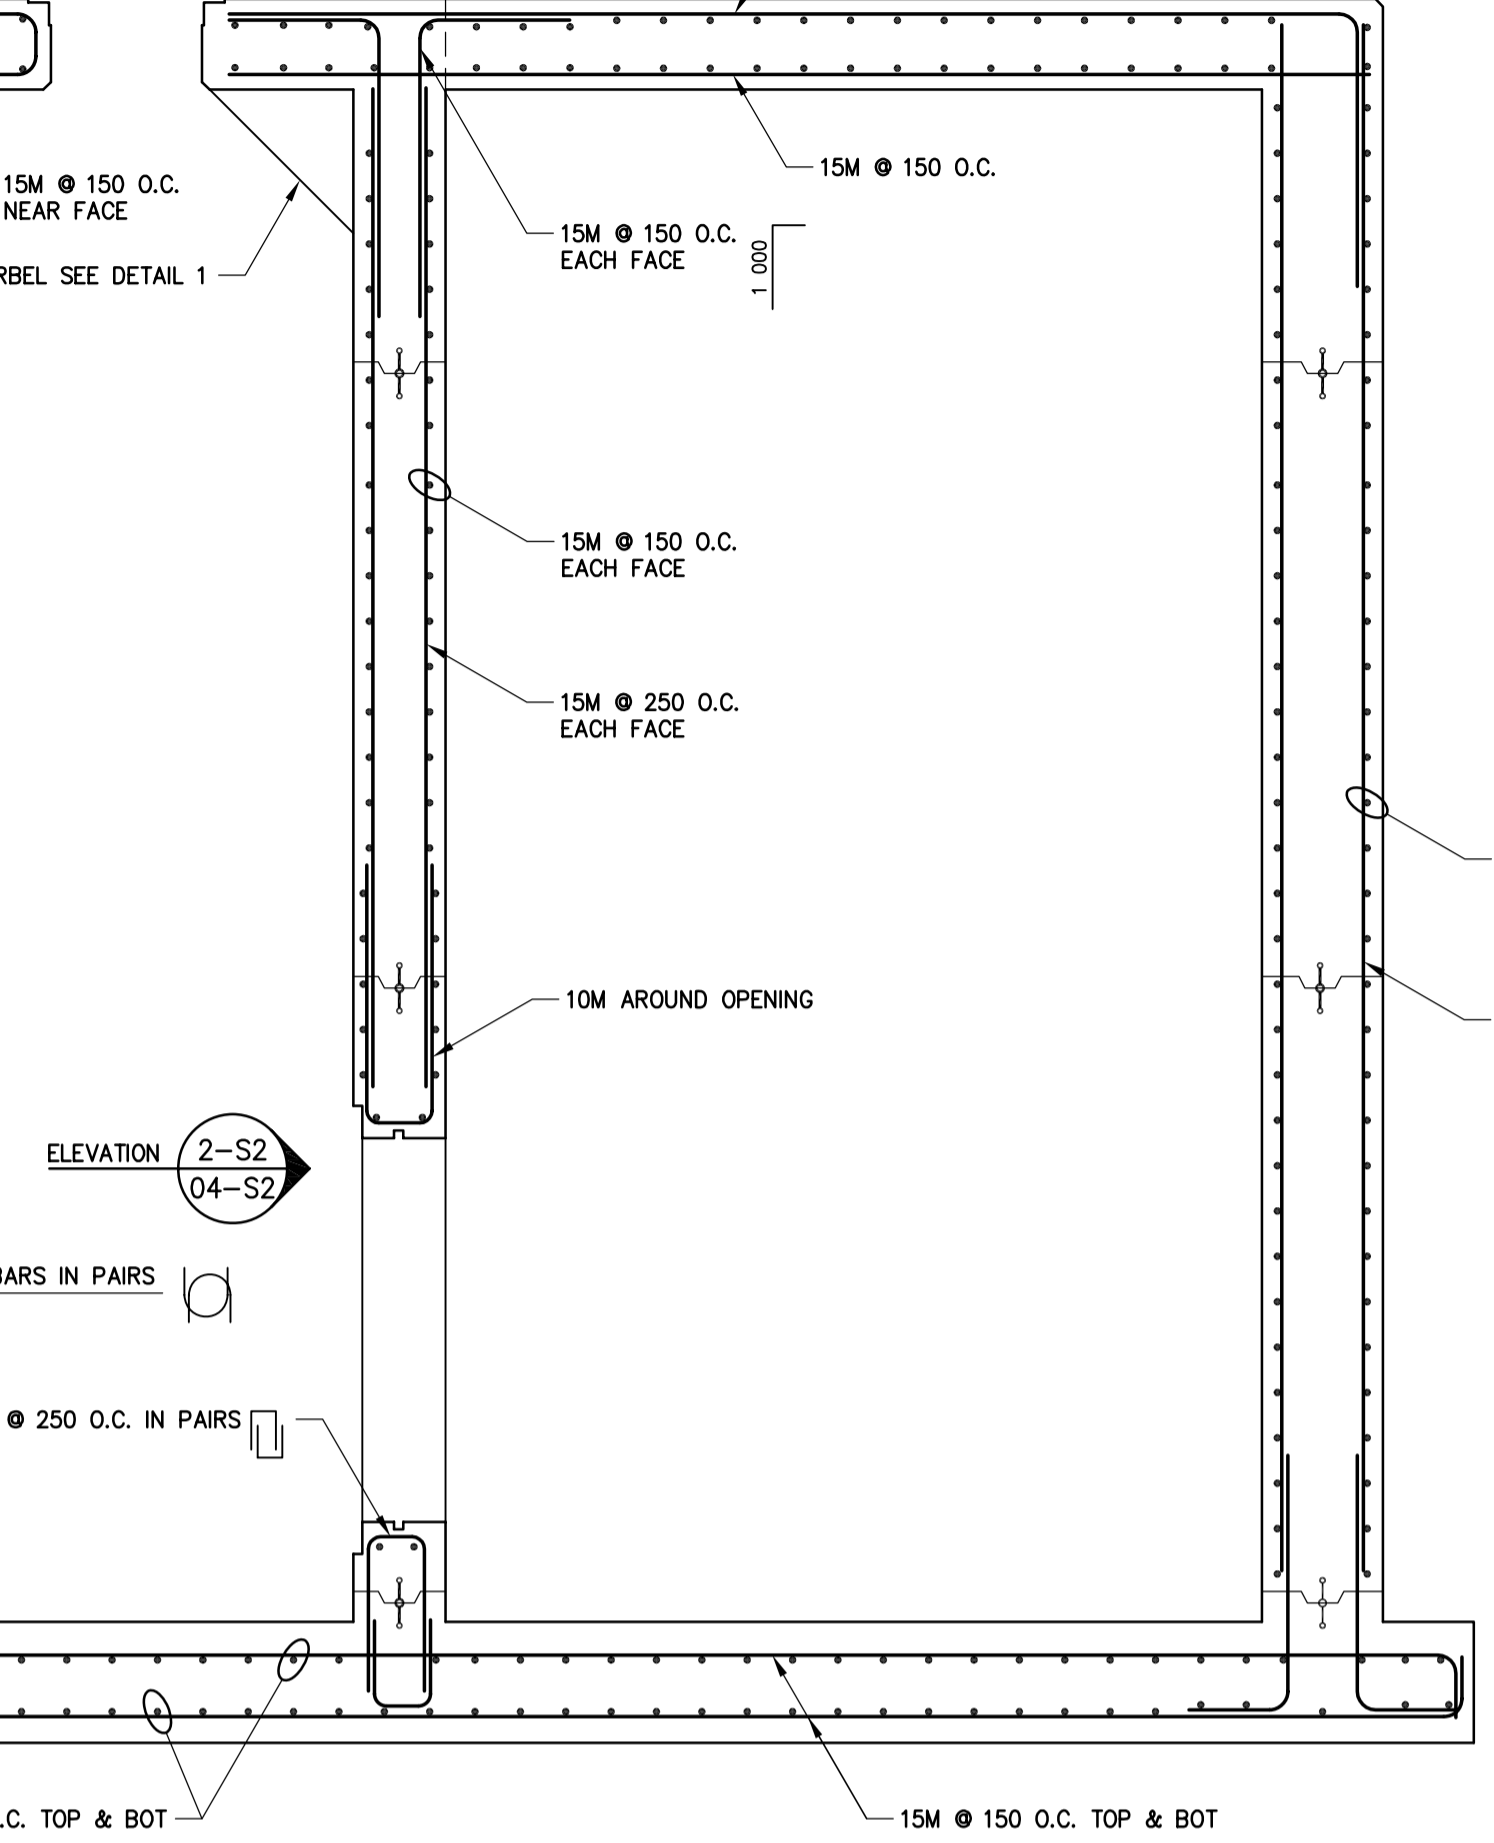 15M @ 150 O.C.
NEAR FACE
15M @ 150 O.C.
15M @ 150 O.C.
EACH FACE
1 000
SEE DETAIL 1
15M @ 150 O.C.
EACH FACE
15M @ 250 O.C.
EACH FACE
10M AROUND OPENING
ELEVATION
2-S2
04-S2
IN PAIRS
@ 250 O.C. IN PAIRS
TOP & BOT
15M @ 150 O.C. TOP & BOT